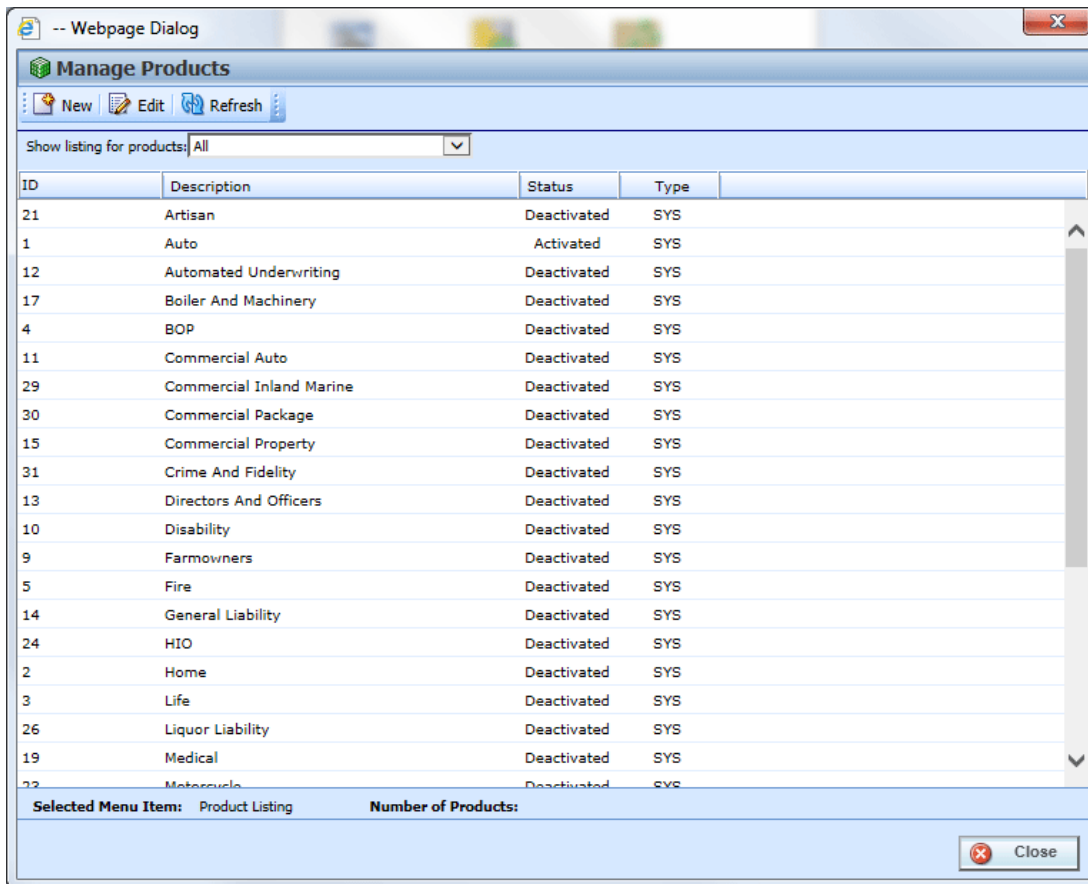 -- Webpage Dialog
x
Manage Products
New Edit Refresh
Show listing for products: All
ID Description Status Type
21 Artisan Deactivated SYS
1 Auto Activated SYS
12 Automated Underwriting Deactivated SYS
17 Boiler And Machinery Deactivated SYS
4 BOP Deactivated SYS
11 Commercial Auto Deactivated SYS
29 Commercial Inland Marine Deactivated SYS
30 Commercial Package Deactivated SYS
15 Commercial Property Deactivated SYS
31 Crime And Fidelity Deactivated SYS
13 Directors And Officers Deactivated SYS
10 Disability Deactivated SYS
9 Farmowners Deactivated SYS
5 Fire Deactivated SYS
14 General Liability Deactivated SYS
24 HIO Deactivated SYS
2 Home Deactivated SYS
3 Life Deactivated SYS
26 Liquor Liability Deactivated SYS
19 Medical Deactivated SYS
23 Motorcycle Deactivated SYS
Selected Menu Item: Product Listing Number of Products:
Close